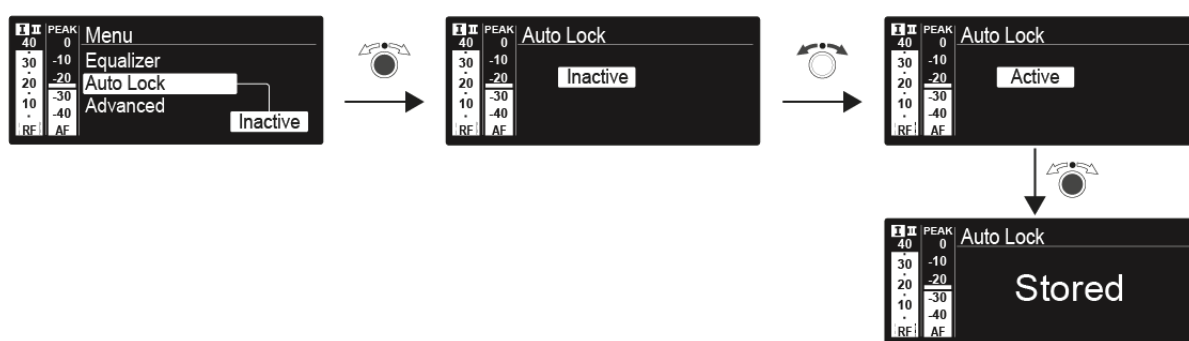 I II PEAK Menu
40 0
30 -10 Equalizer
20 -20 Auto Lock
10 -30 Advanced
-40 Inactive
RF AF
I II PEAK Auto Lock
40 0
30 -10
20 -20 Inactive
10 -30
-40
RF AF
I II PEAK Auto Lock
40 0
30 -10
20 -20 Active
10 -30
-40
RF AF
I II PEAK Auto Lock
40 0
30 -10
20 -20 Stored
10 -30
-40
RF AF